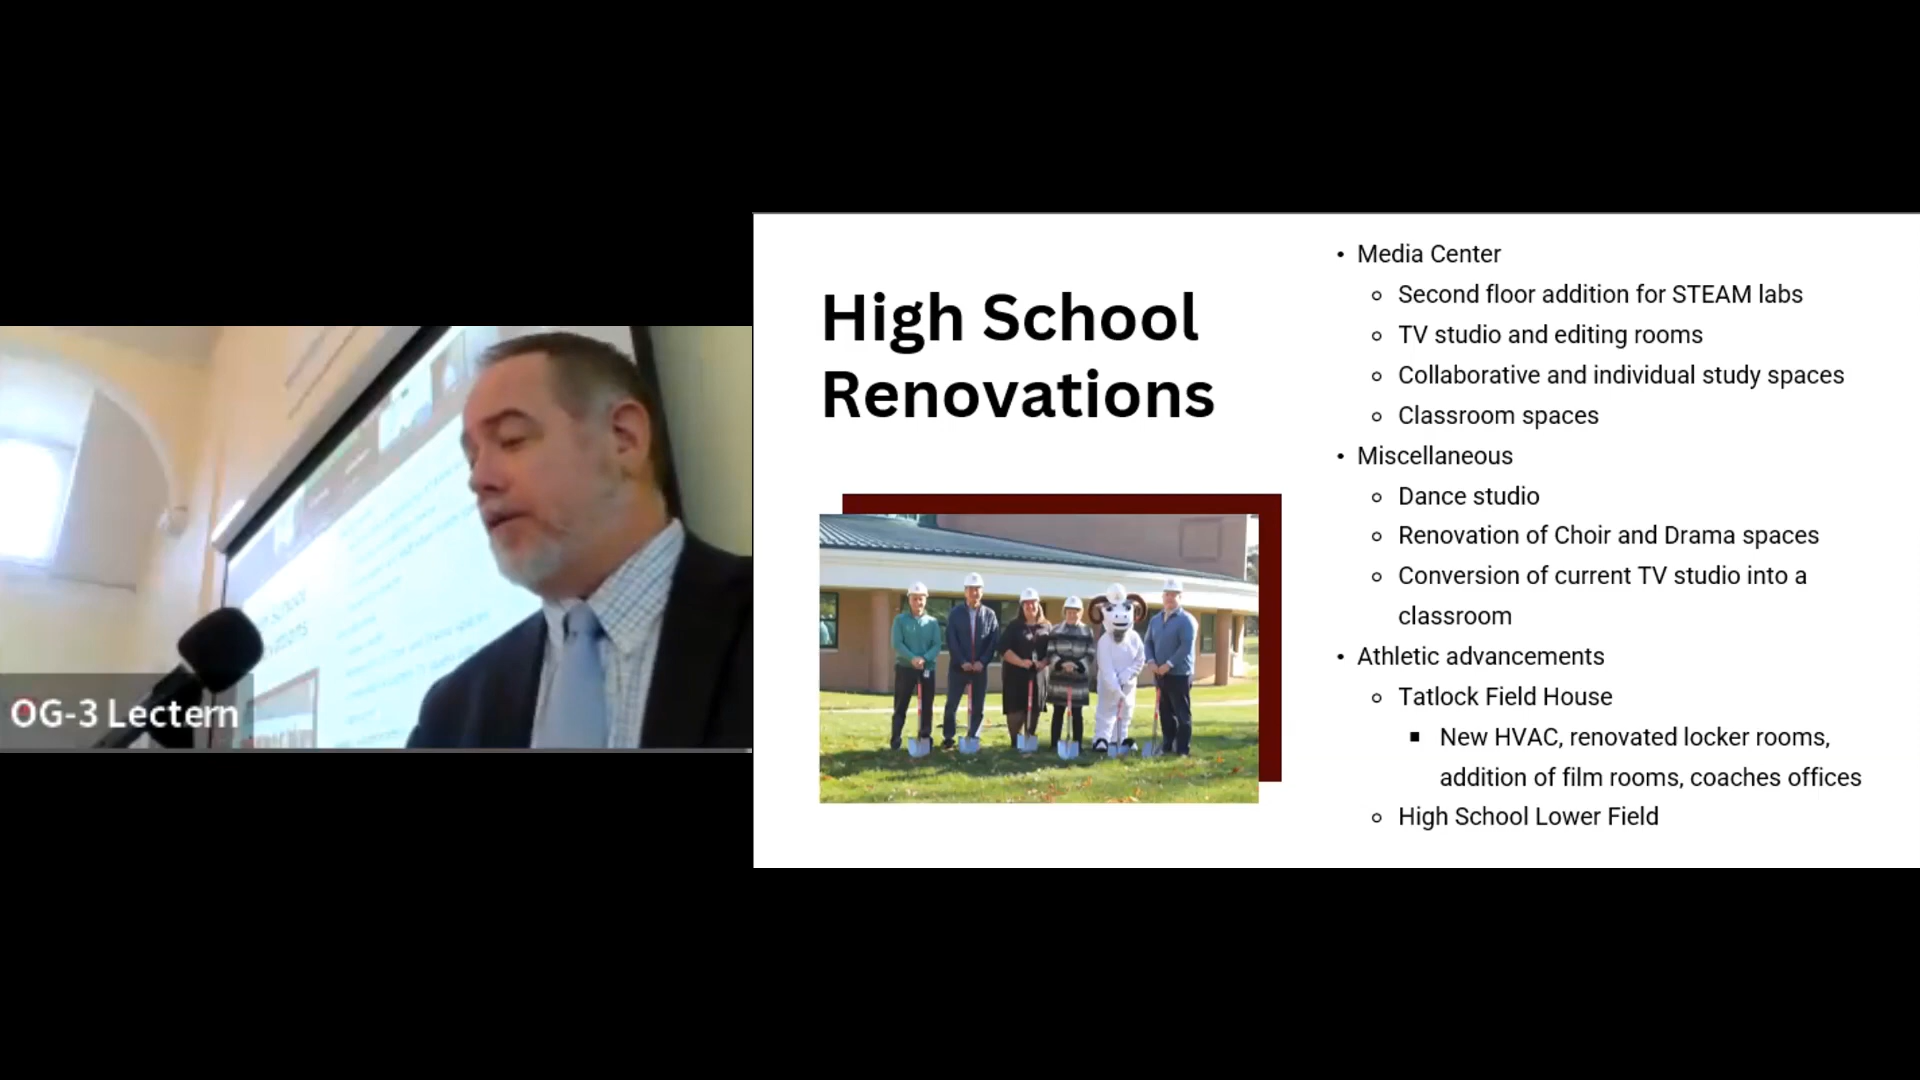 OG-3 Lectern
High School
Renovations
• Media Center
○ Second floor addition for STEAM labs
○ TV studio and editing rooms
○ Collaborative and individual study spaces
○ Classroom spaces
• Miscellaneous
○ Dance studio
○ Renovation of Choir and Drama spaces
○ Conversion of current TV studio into a
classroom
• Athletic advancements
○ Tatlock Field House
■ New HVAC, renovated locker rooms,
addition of film rooms, coaches offices
○ High School Lower Field